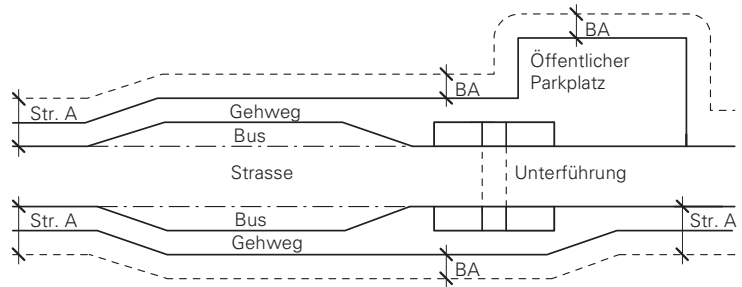 BA
Öffentlicher
Parkplatz
BA
Str. A
Gehweg
Bus
Strasse
Unterführung
Str. A
Bus
Str. A
Gehweg
BA